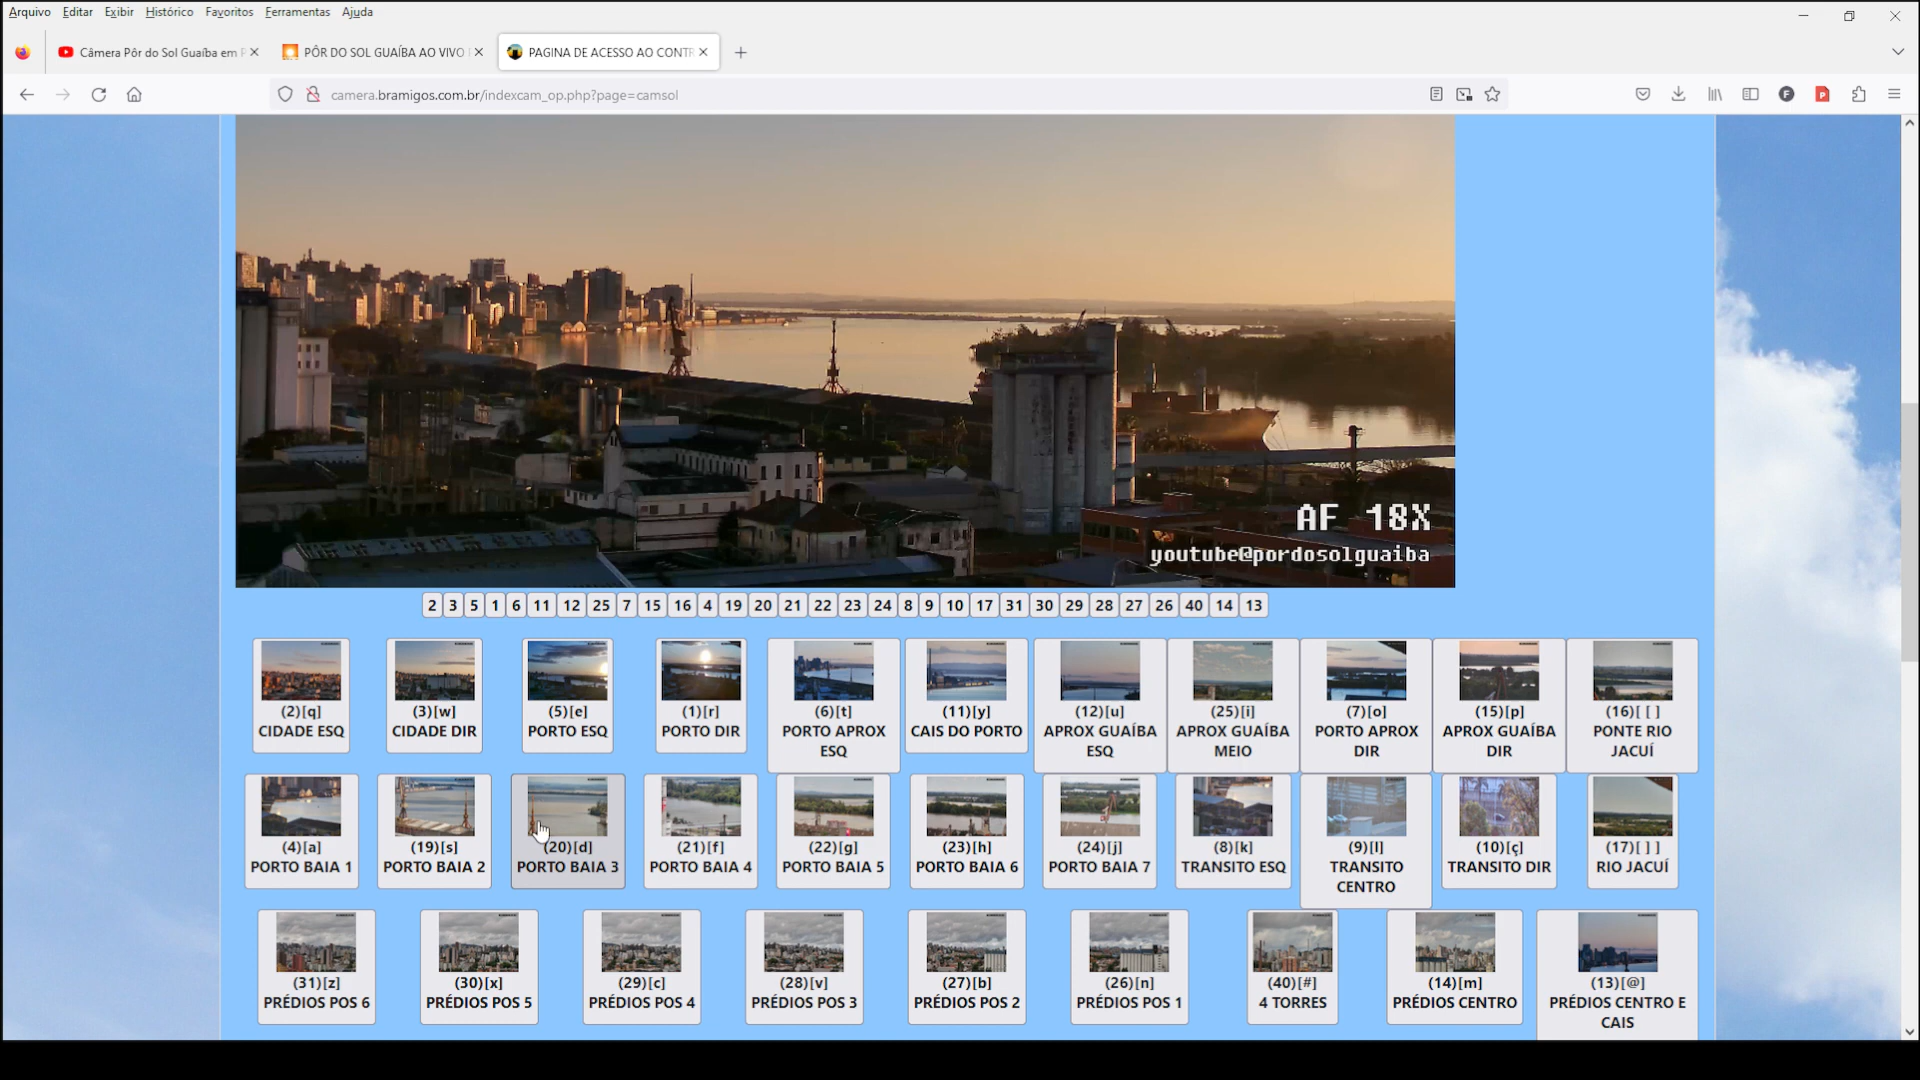 Arquivo Editar Exibir Histórico Favoritos Ferramentas Ajuda
Câmera Pôr do Sol Guaíba em P
PÔR DO SOL GUAÍBA AO VIVO
PAGINA DE ACESSO AO CONTR
camera.bramigos.com.br/indexcam_op.php?page=camsol
AF 18X
youtube@pordosolguaiba
2 3 5 1 6 11 12 25 7 15 16 4 19 20 21 22 23 24 8 9 10 17 31 30 29 28 27 26 40 14 13
(2)[q] (3)[w] (5)[e] (1)[r] (6)[t] (11)[y] (12)[u] (25)[i] (7)[o] (15)[p] (16)[ [ ]
CIDADE ESQ CIDADE DIR PORTO ESQ PORTO DIR PORTO APROX CAIS DO PORTO APROX GUAÍBA APROX GUAÍBA PORTO APROX APROX GUAÍBA PONTE RIO
ESQ ESQ MEIO DIR DIR JACUÍ
(4)[a] (19)[s] (20)[d] (21)[f] (22)[g] (23)[h] (24)[j] (8)[k] (9)[l] (10)[ç] (17)[ ] ]
PORTO BAIA 1 PORTO BAIA 2 PORTO BAIA 3 PORTO BAIA 4 PORTO BAIA 5 PORTO BAIA 6 PORTO BAIA 7 TRANSITO ESQ TRANSITO TRANSITO DIR RIO JACUÍ
CENTRO
(31)[z] (30)[x] (29)[c] (28)[v] (27)[b] (26)[n] (40)[#] (14)[m] (13)[@]
PRÉDIOS POS 6 PRÉDIOS POS 5 PRÉDIOS POS 4 PRÉDIOS POS 3 PRÉDIOS POS 2 PRÉDIOS POS 1 4 TORRES PRÉDIOS CENTRO PRÉDIOS CENTRO E
CAIS